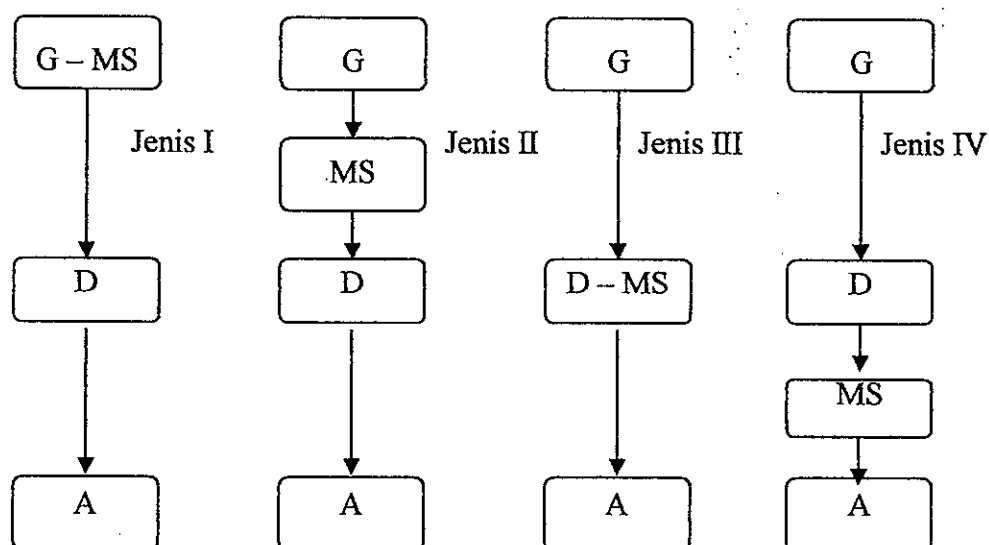 G – MS
Jenis I
D
A
G
Jenis II
MS
D
A
G
Jenis III
D – MS
A
G
Jenis IV
D
MS
A